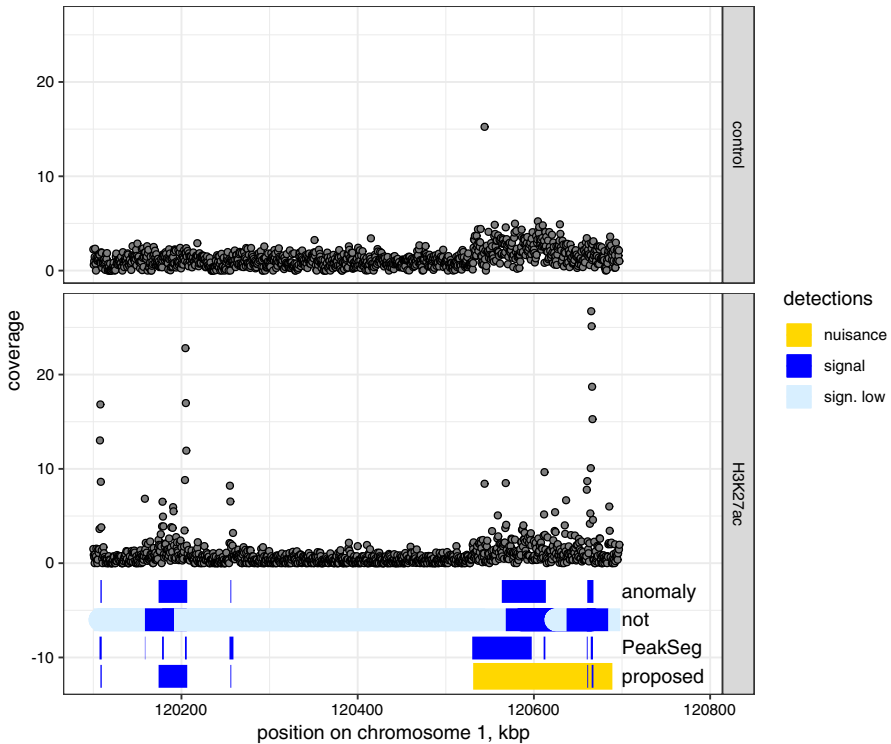 20
10
0
control
coverage
20
10
0
-10
H3K27ac
anomaly
not
PeakSeg
proposed
120200
120400
120600
120800
position on chromosome 1, kbp
detections
nuisance
signal
sign. low